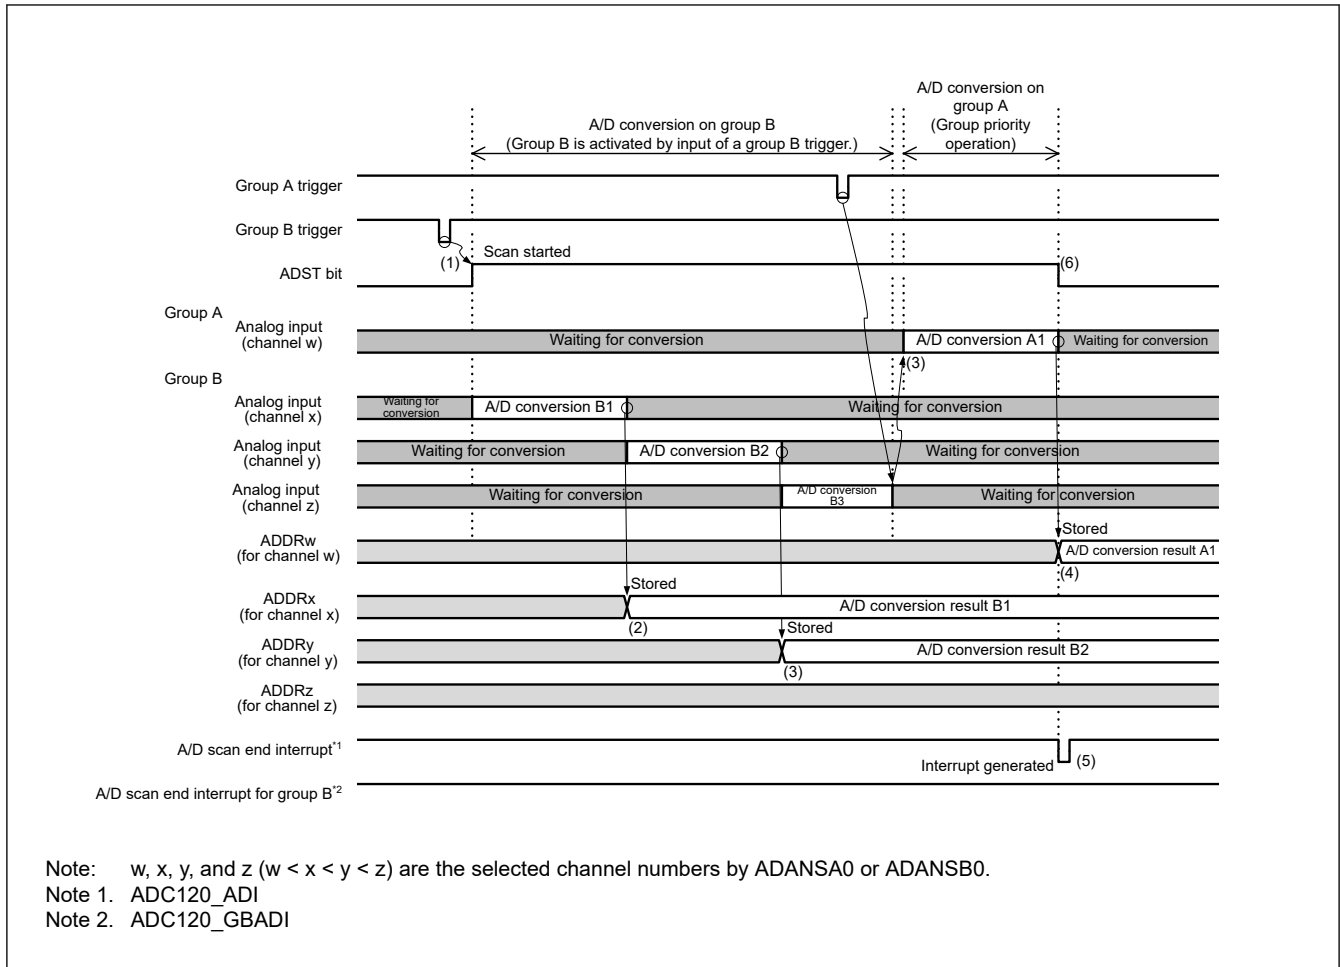 A/D conversion on
group A
(Group priority
operation)
A/D conversion on group B
(Group B is activated by input of a group B trigger.)
Group A trigger
Group B trigger
(1)
Scan started
ADST bit
(6)
Group A
Analog input
(channel w)
Waiting for conversion
A/D conversion A1
Waiting for conversion
(3)
Group B
Analog input
(channel x)
Waiting for
conversion
A/D conversion B1
Waiting for conversion
Analog input
(channel y)
Waiting for conversion
A/D conversion B2
Waiting for conversion
Analog input
(channel z)
Waiting for conversion
A/D conversion
B3
Waiting for conversion
Stored
ADDRw
(for channel w)
A/D conversion result A1
(4)
Stored
ADDRx
(for channel x)
A/D conversion result B1
(2)
Stored
ADDRy
(for channel y)
A/D conversion result B2
(3)
ADDRz
(for channel z)
A/D scan end interrupt*1
Interrupt generated
(5)
A/D scan end interrupt for group B*2
Note: w, x, y, and z (w < x < y < z) are the selected channel numbers by ADANSA0 or ADANSB0.
Note 1. ADC120_ADI
Note 2. ADC120_GBADI